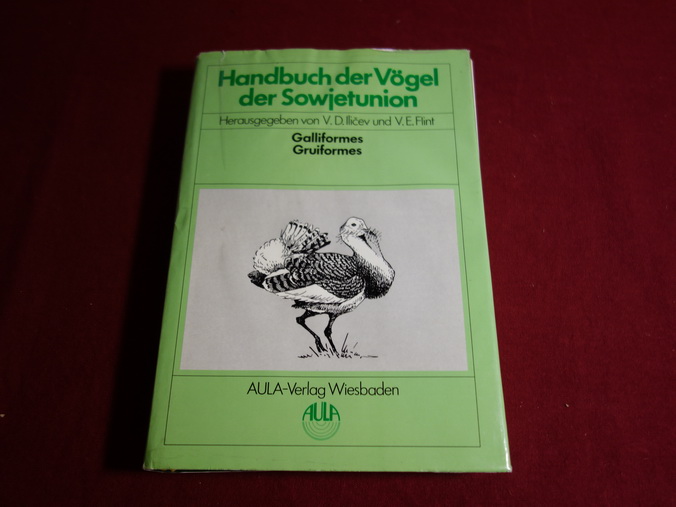 Handbuch der Vögel
der Sowjetunion
Herausgegeben von V. D. Iličev und V. E. Flint
Galliformes
Gruiformes
AULA-Verlag Wiesbaden
AULA